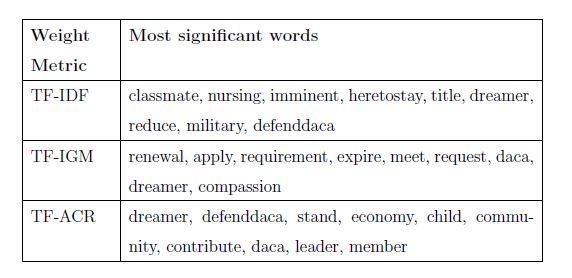 Weight Most significant words
Metric
TF-IDF classmate, nursing, imminent, heretostay, title, dreamer,
reduce, military, defenddaca
TF-IGM renewal, apply, requirement, expire, meet, request, daca,
dreamer, compassion
TF-ACR dreamer, defenddaca, stand, economy, child, commu-
nity, contribute, daca, leader, member